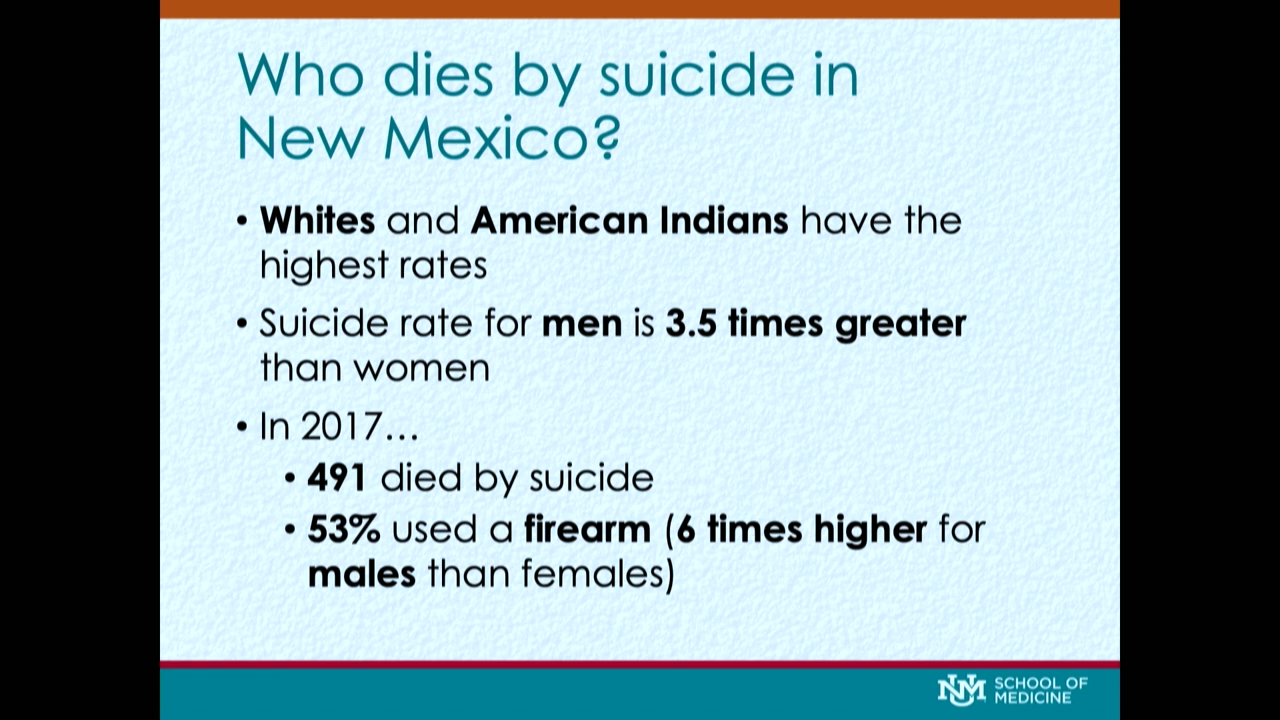 Who dies by suicide in
New Mexico?
• Whites and American Indians have the
highest rates
• Suicide rate for men is 3.5 times greater
than women
• In 2017...
• 491 died by suicide
• 53% used a firearm (6 times higher for
males than females)
UNM SCHOOL OF
MEDICINE